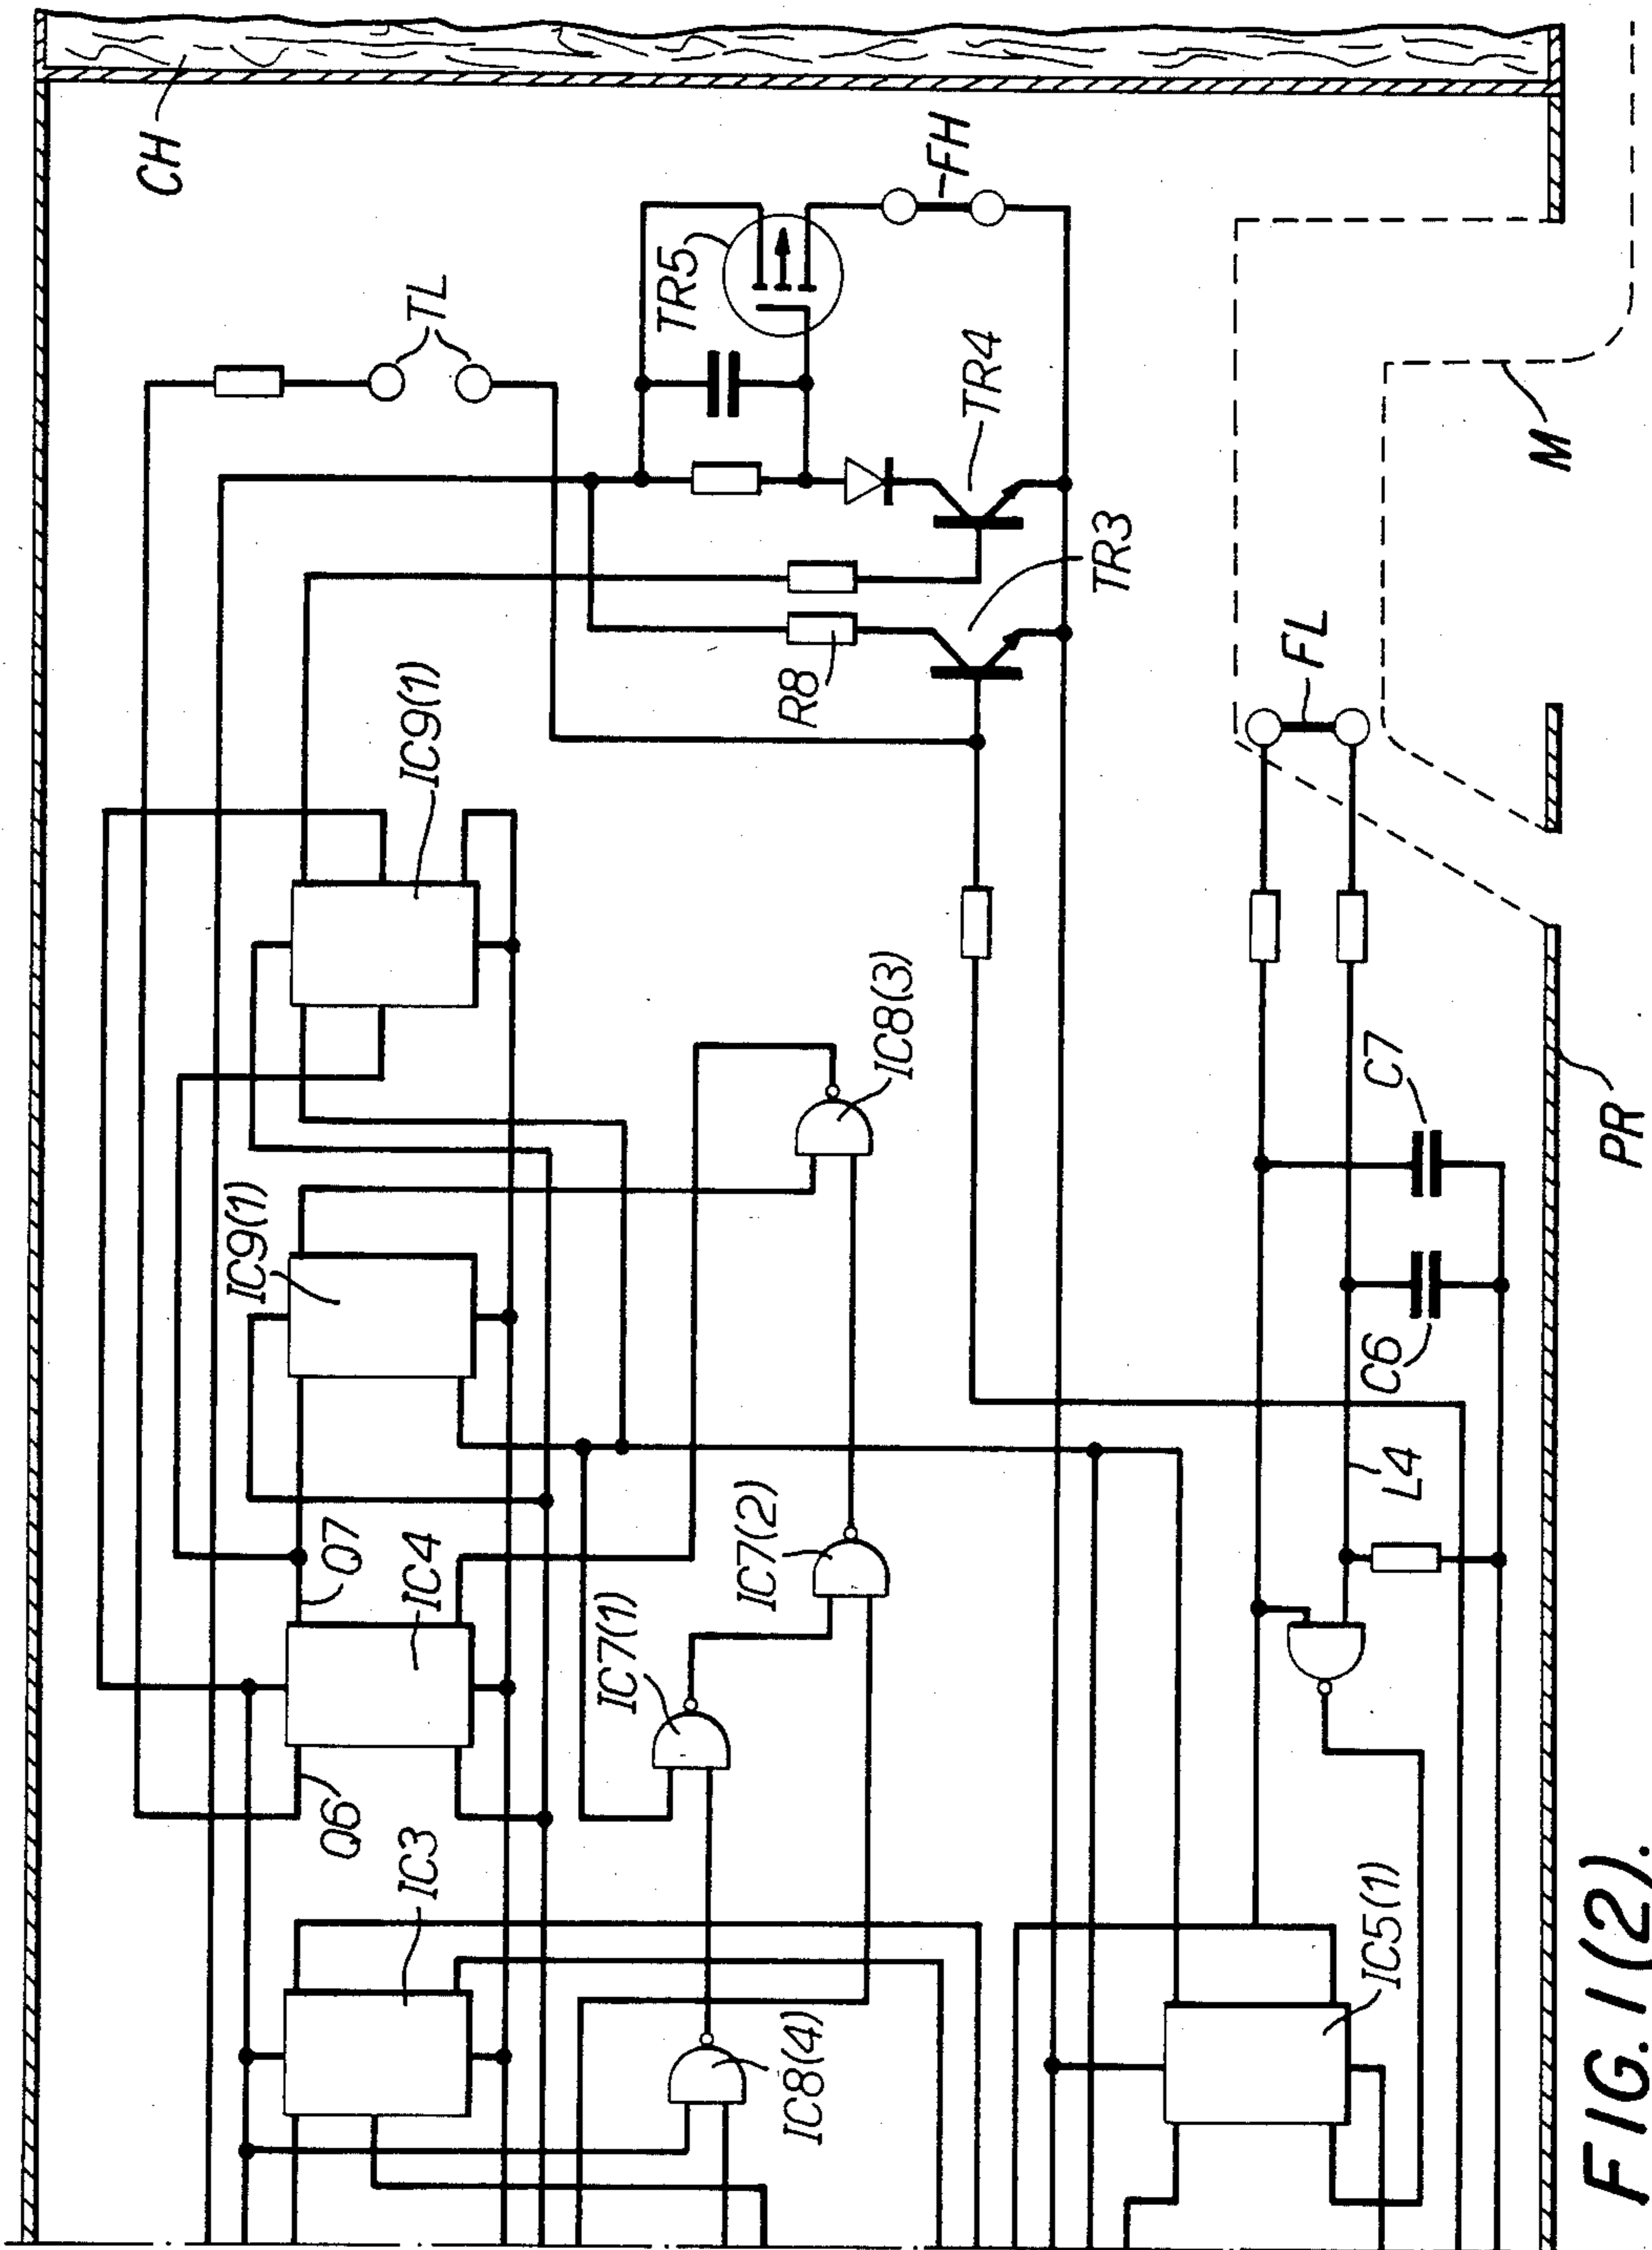 CH
FH
TL
TR5
TR4
TR3
R8
M
FL
IC9(1)
IC8(3)
IC9(1)
C7
PR
C6
L4
Q7
IC4
IC7(2)
IC7(1)
Q6
IC3
IC8(4)
IC5(1)
FIG. 1(2).